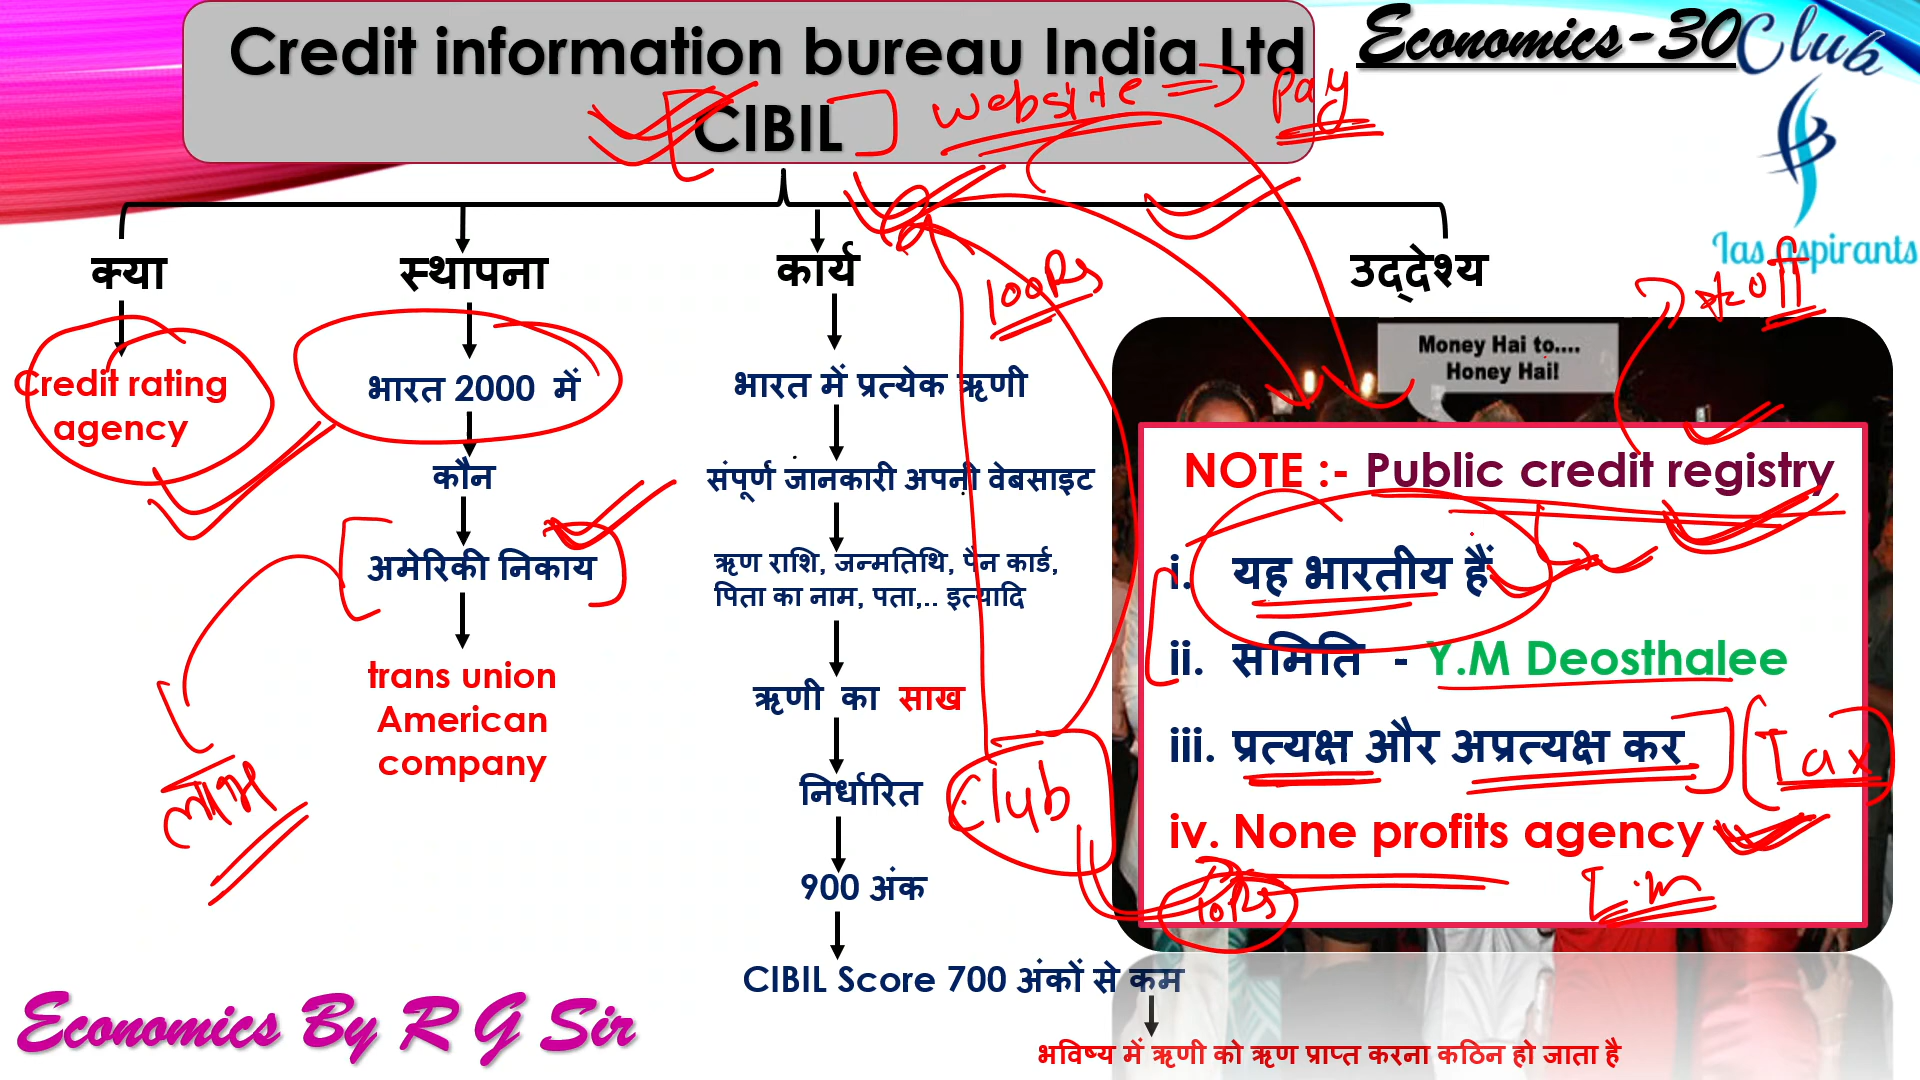 Credit information bureau India Ltd
CIBIL
website => pay
Economics-30
Club
Ias aspirants
क्या
Credit rating
agency
स्थापना
भारत 2000 में
कौन
अमेरिकी निकाय
trans union
American
company
लाभ
कार्य
100Rs
भारत में प्रत्येक ऋणी
संपूर्ण जानकारी अपनी वेबसाइट
ऋण राशि, जन्मतिथि, पैन कार्ड,
पिता का नाम, पता,.. इत्यादि
ऋणी का साख
निर्धारित
900 अंक
CIBIL Score 700 अंकों से कम
भविष्य में ऋणी को ऋण प्राप्त करना कठिन हो जाता है
Club
उद्देश्य
Money Hai to....
Honey Hai!
NOTE :- Public credit registry
i. यह भारतीय हैं
ii. समिति - Y.M Deosthalee
iii. प्रत्यक्ष और अप्रत्यक्ष कर
Tax
iv. None profits agency
10Rs
Economics By R G Sir